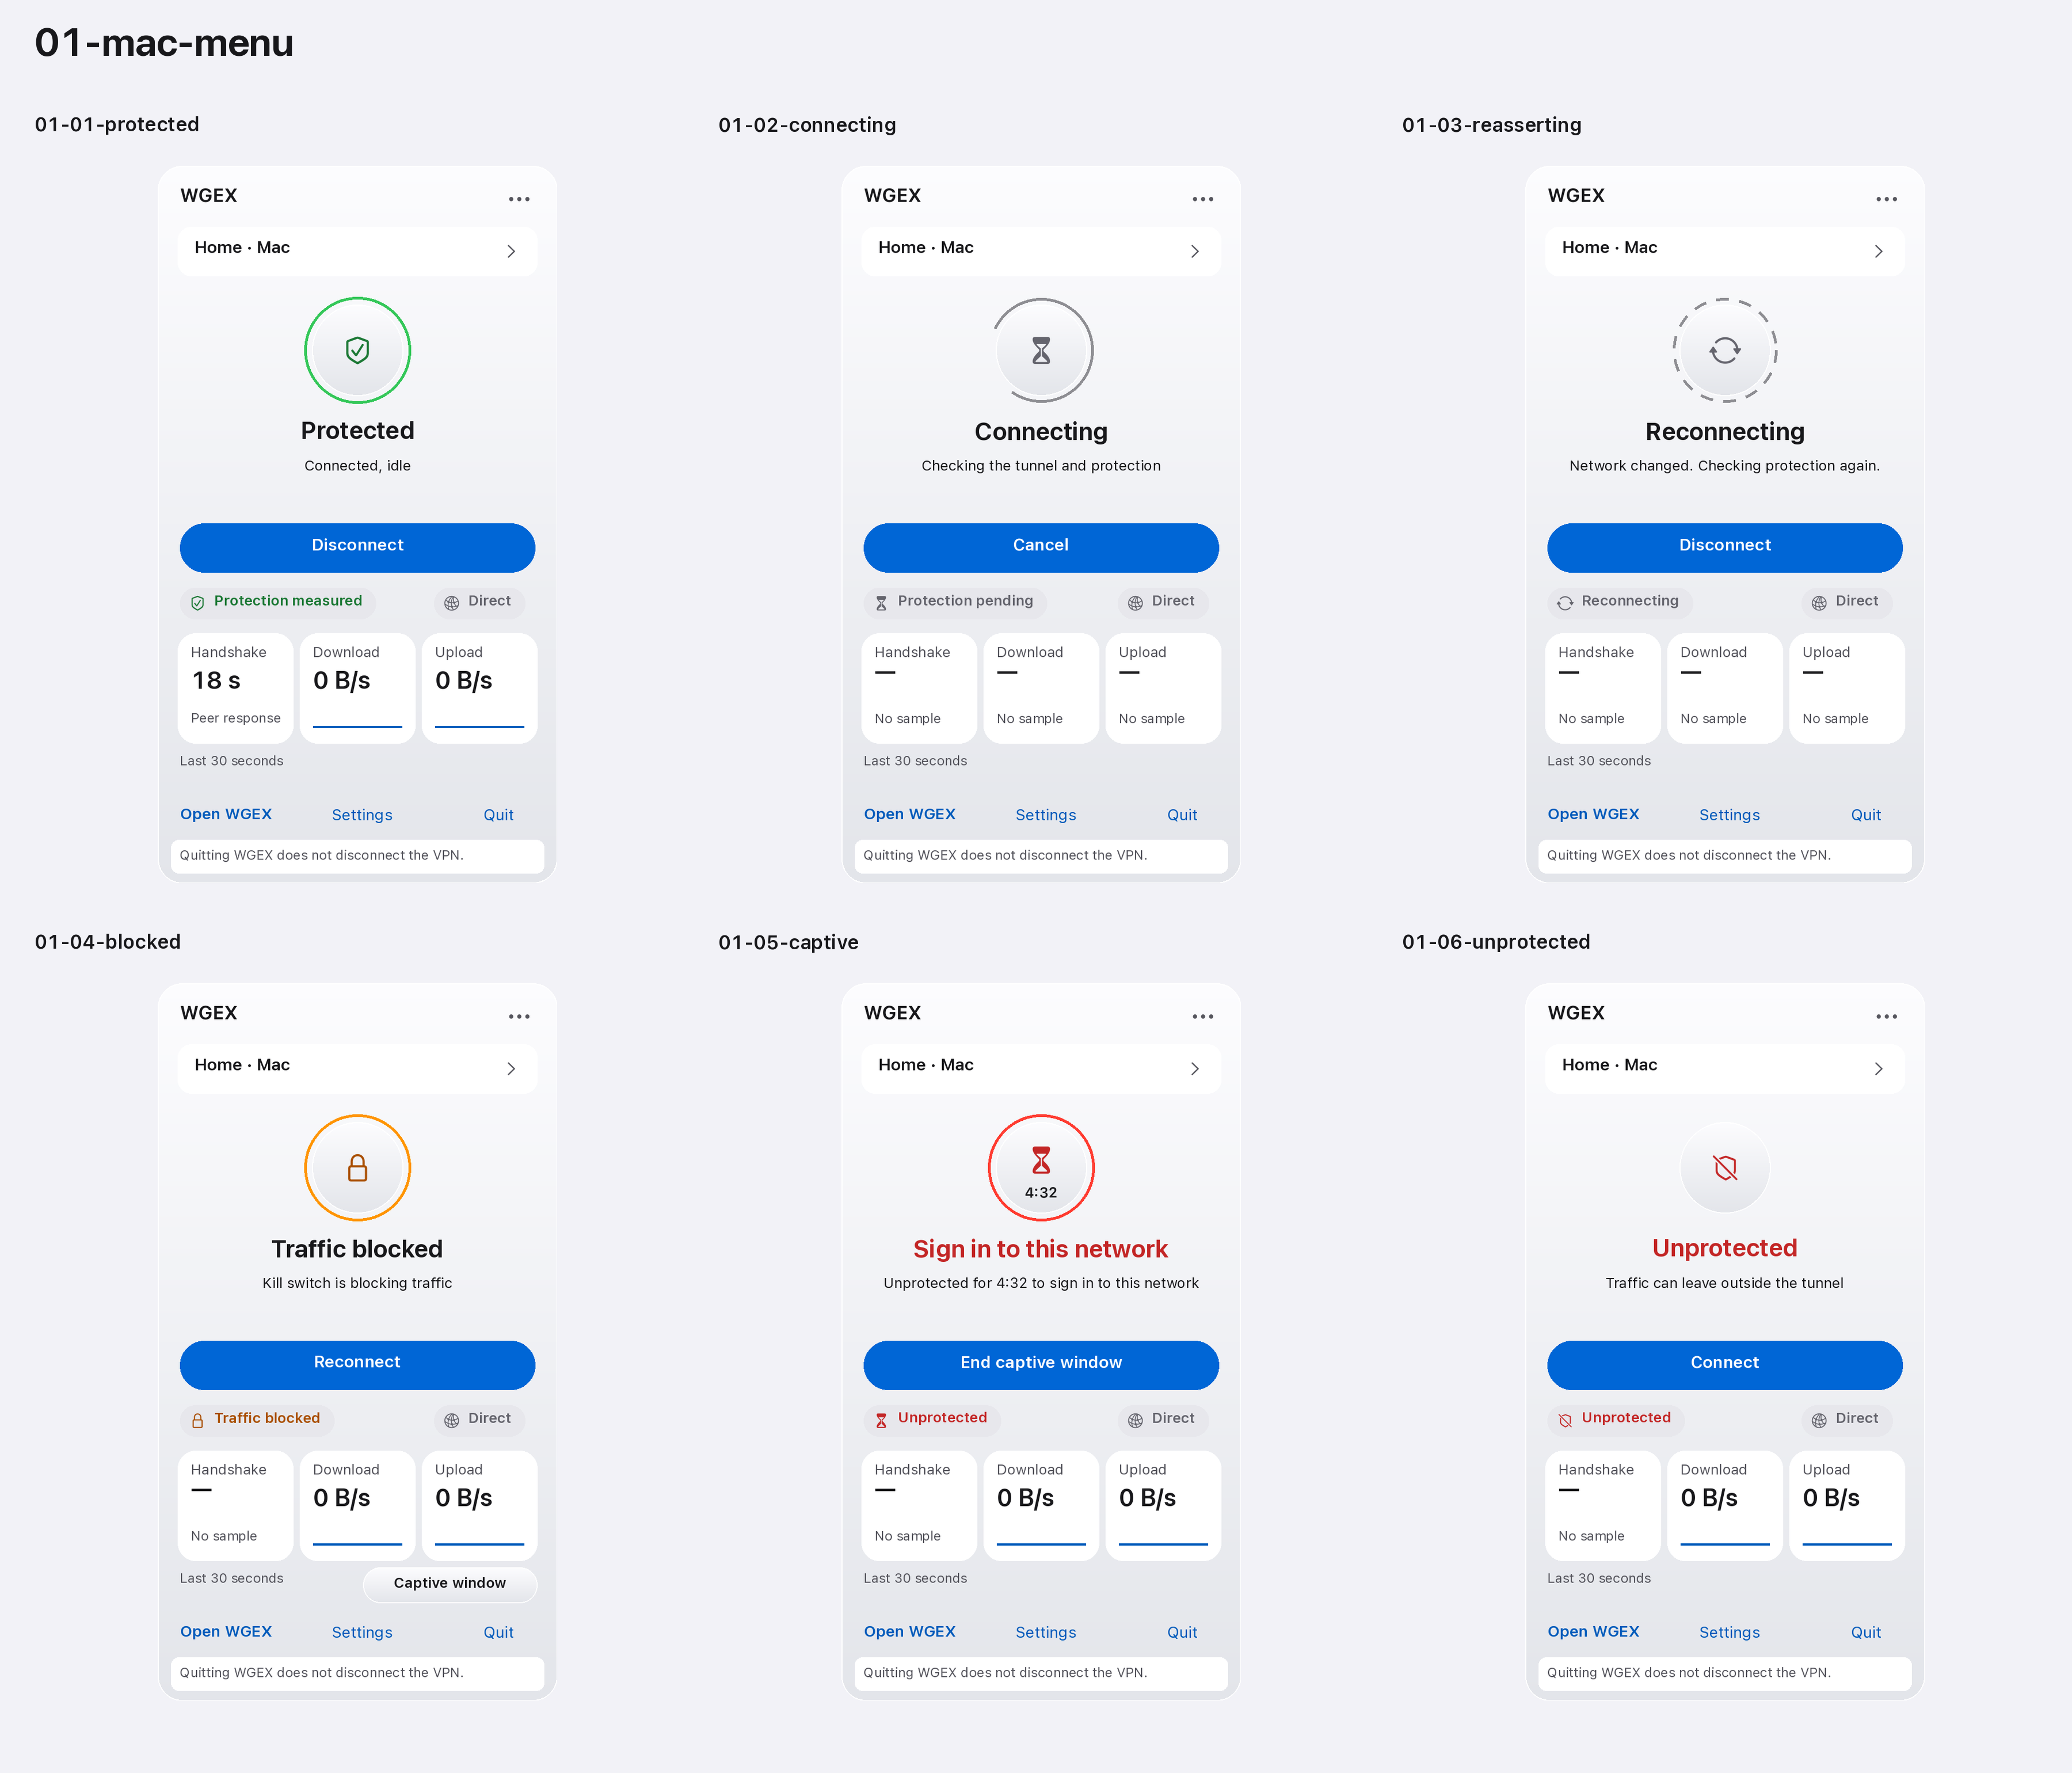 01-mac-menu
01-01-protected
WGEX
Home · Mac
Protected
Connected, idle
Disconnect
Protection measured
Direct
Handshake
Download
Upload
18 s
0 B/s
0 B/s
Peer response
Last 30 seconds
Open WGEX
Settings
Quit
Quitting WGEX does not disconnect the VPN.
01-02-connecting
WGEX
Home · Mac
Connecting
Checking the tunnel and protection
Cancel
Protection pending
Direct
Handshake
Download
Upload
—
—
—
No sample
No sample
No sample
Last 30 seconds
Open WGEX
Settings
Quit
Quitting WGEX does not disconnect the VPN.
01-03-reasserting
WGEX
Home · Mac
Reconnecting
Network changed. Checking protection again.
Disconnect
Reconnecting
Direct
Handshake
Download
Upload
—
—
—
No sample
No sample
No sample
Last 30 seconds
Open WGEX
Settings
Quit
Quitting WGEX does not disconnect the VPN.
01-04-blocked
WGEX
Home · Mac
Traffic blocked
Kill switch is blocking traffic
Reconnect
Traffic blocked
Direct
Handshake
Download
Upload
—
0 B/s
0 B/s
No sample
Last 30 seconds
Captive window
Open WGEX
Settings
Quit
Quitting WGEX does not disconnect the VPN.
01-05-captive
WGEX
Home · Mac
4:32
Sign in to this network
Unprotected for 4:32 to sign in to this network
End captive window
Unprotected
Direct
Handshake
Download
Upload
—
0 B/s
0 B/s
No sample
Last 30 seconds
Open WGEX
Settings
Quit
Quitting WGEX does not disconnect the VPN.
01-06-unprotected
WGEX
Home · Mac
Unprotected
Traffic can leave outside the tunnel
Connect
Unprotected
Direct
Handshake
Download
Upload
—
0 B/s
0 B/s
No sample
Last 30 seconds
Open WGEX
Settings
Quit
Quitting WGEX does not disconnect the VPN.